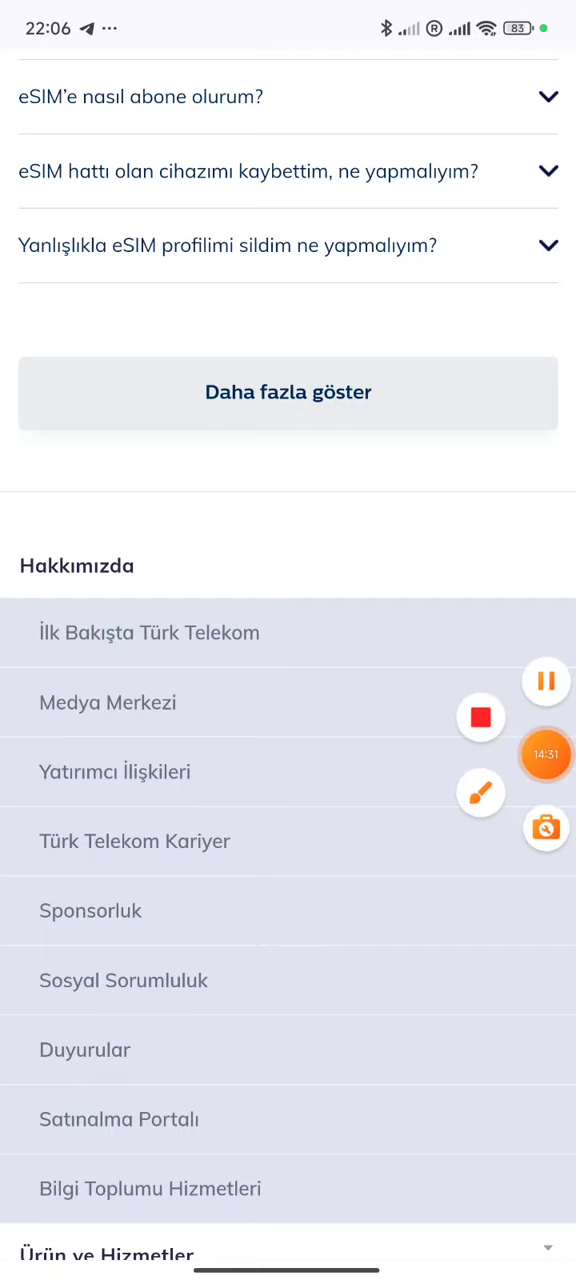 22:06
83
eSIM’e nasıl abone olurum?
eSIM hattı olan cihazımı kaybettim, ne yapmalıyım?
Yanlışlıkla eSIM profilimi sildim ne yapmalıyım?
Daha fazla göster
Hakkımızda
İlk Bakışta Türk Telekom
Medya Merkezi
Yatırımcı İlişkileri
14:31
Türk Telekom Kariyer
Sponsorluk
Sosyal Sorumluluk
Duyurular
Satınalma Portalı
Bilgi Toplumu Hizmetleri
Ürün ve Hizmetler